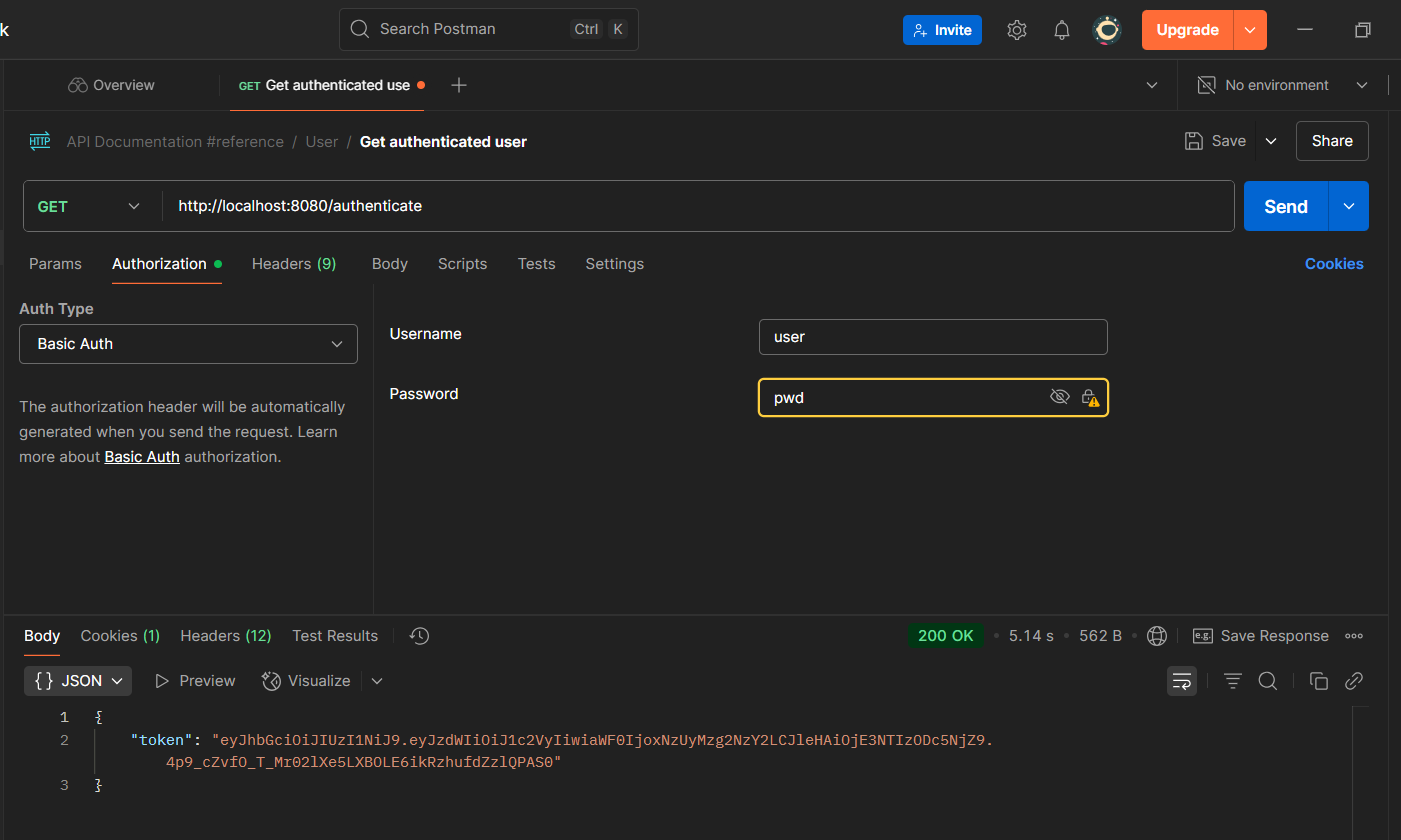 k
Search Postman Ctrl K
Invite
Upgrade
Overview
GET Get authenticated use
No environment
HTTP API Documentation #reference / User / Get authenticated user
Save
Share
GET http://localhost:8080/authenticate
Send
Params Authorization Headers (9) Body Scripts Tests Settings
Cookies
Auth Type
Basic Auth
The authorization header will be automatically
generated when you send the request. Learn
more about Basic Auth authorization.
Username
user
Password
pwd
Body Cookies (1) Headers (12) Test Results
200 OK • 5.14 s • 562 B •
e.g. Save Response
{} JSON
Preview
Visualize
1 {
2 "token": "eyJhbGciOiJIUzI1NiJ9.eyJzdWIiOiJ1c2VyIiwiaWF0IjoxNzUyMzg2NzY2LCJleHAiOjE3NTIzODc5NjZ9.
4p9_cZvfO_T_Mr02lXe5LXBOLE6ikRzhufdZzlQPAS0"
3 }